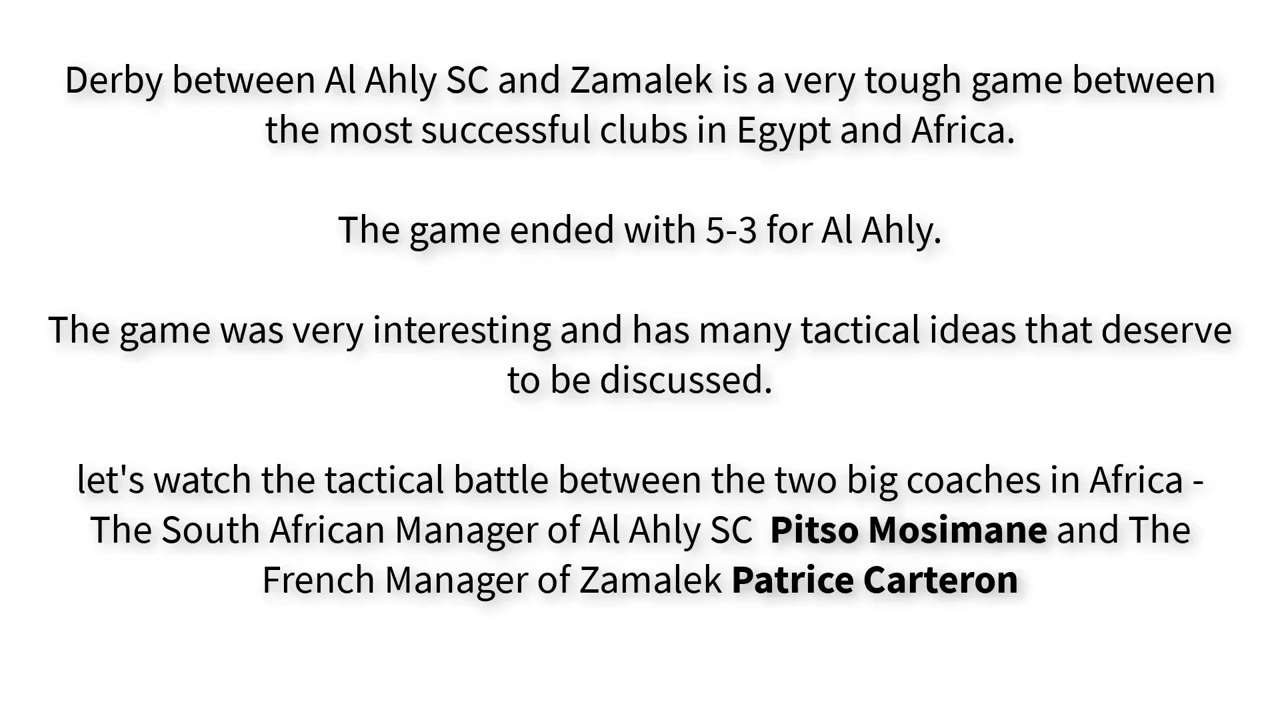 Derby between Al Ahly SC and Zamalek is a very tough game between
the most successful clubs in Egypt and Africa.
The game ended with 5-3 for Al Ahly.
The game was very interesting and has many tactical ideas that deserve
to be discussed.
let's watch the tactical battle between the two big coaches in Africa -
The South African Manager of Al Ahly SC  Pitso Mosimane and The
French Manager of Zamalek Patrice Carteron